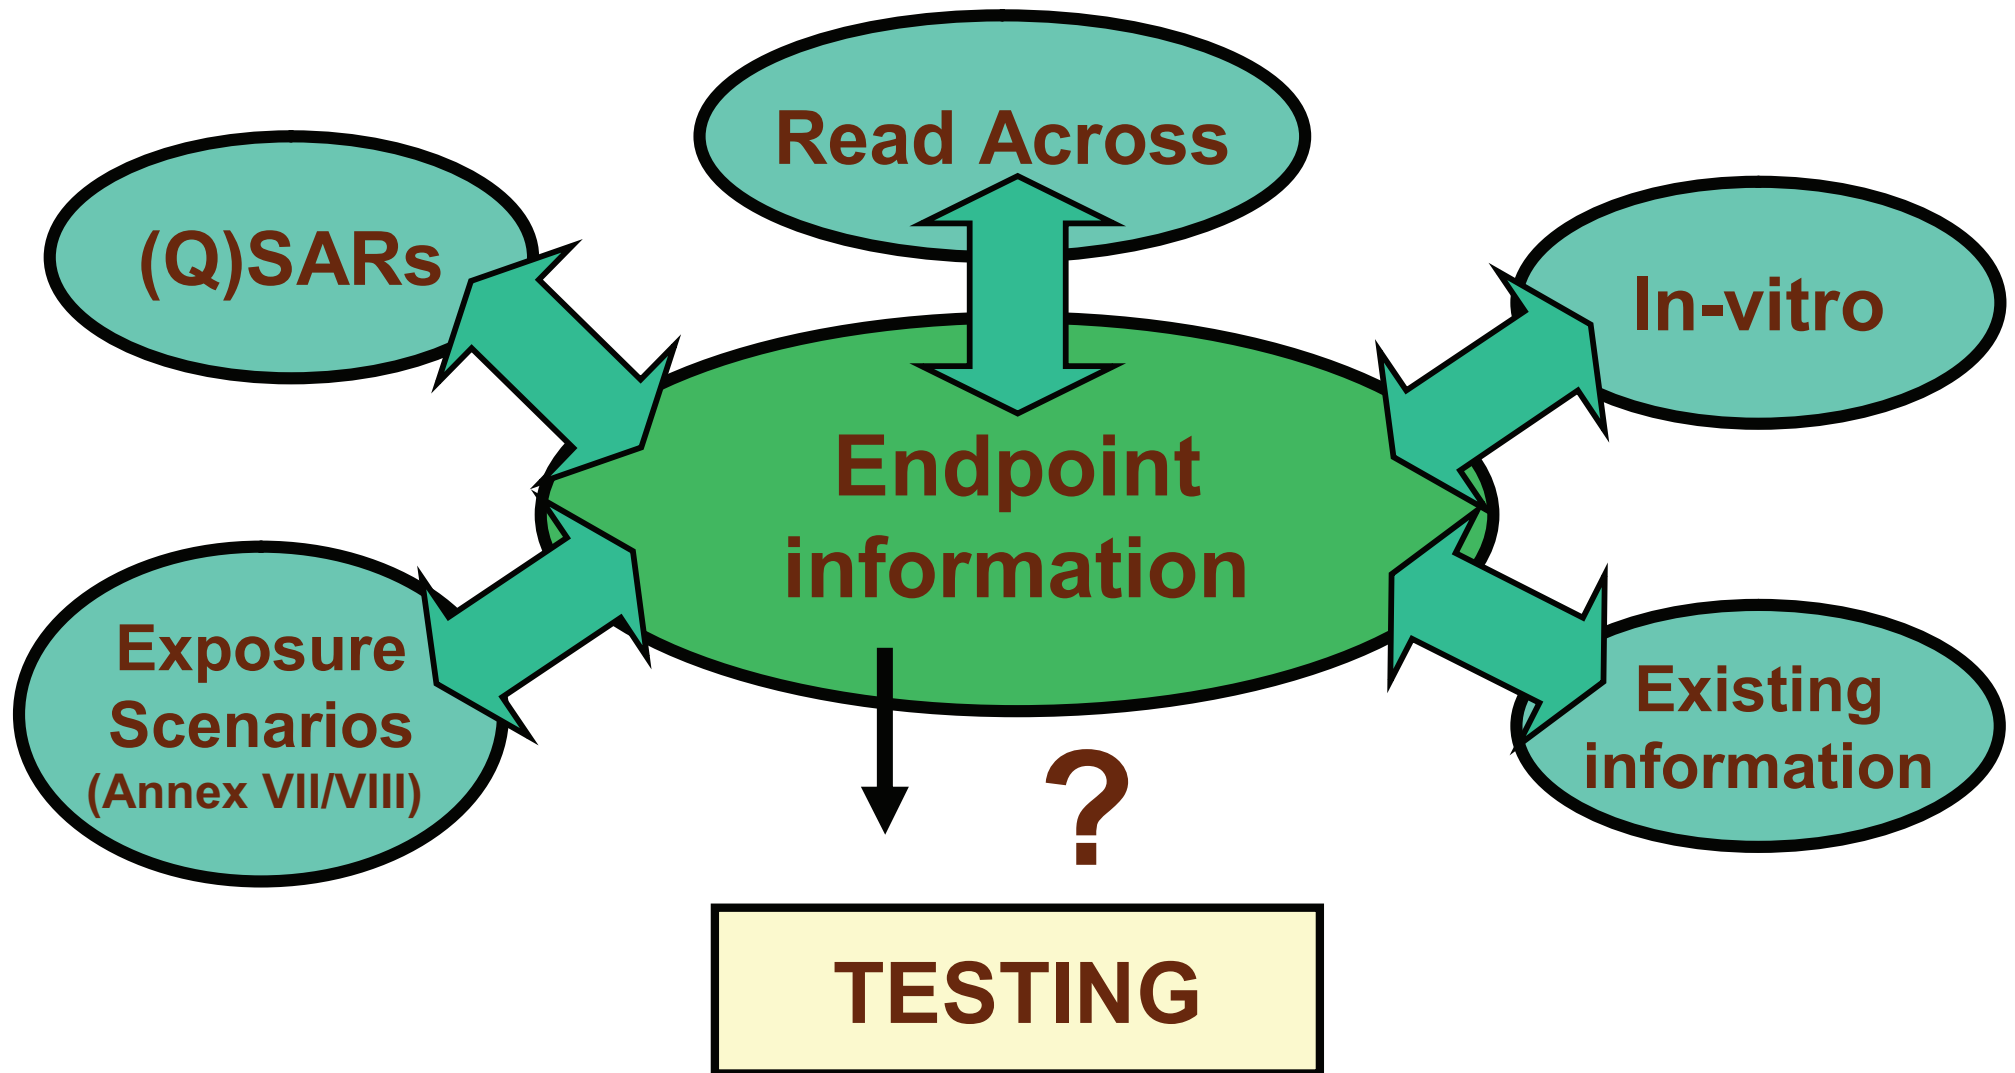 Read Across
(Q)SARs
In-vitro
Endpoint
information
Exposure
Scenarios
(Annex VII/VIII)
Existing
information
?
TESTING